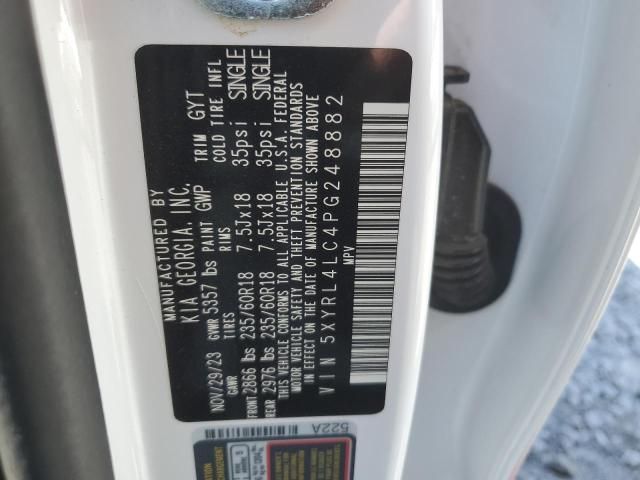 MANUFACTURED BY
KIA GEORGIA, INC.
NOV/29/23 GVWR 5357 lbs PAINT GWP TRIM GYT
GAWR TIRES RIMS COLD TIRE INFL
FRONT 2866 lbs 235/60R18 7.5Jx18 35psi SINGLE
REAR 2976 lbs 235/60R18 7.5Jx18 35psi SINGLE
THIS VEHICLE CONFORMS TO ALL APPLICABLE U.S.A. FEDERAL
MOTOR VEHICLE SAFETY AND THEFT PREVENTION STANDARDS
IN EFFECT ON THE DATE OF MANUFACTURE SHOWN ABOVE
VIN 5XYRL4LC4PG248882
MPV
522A